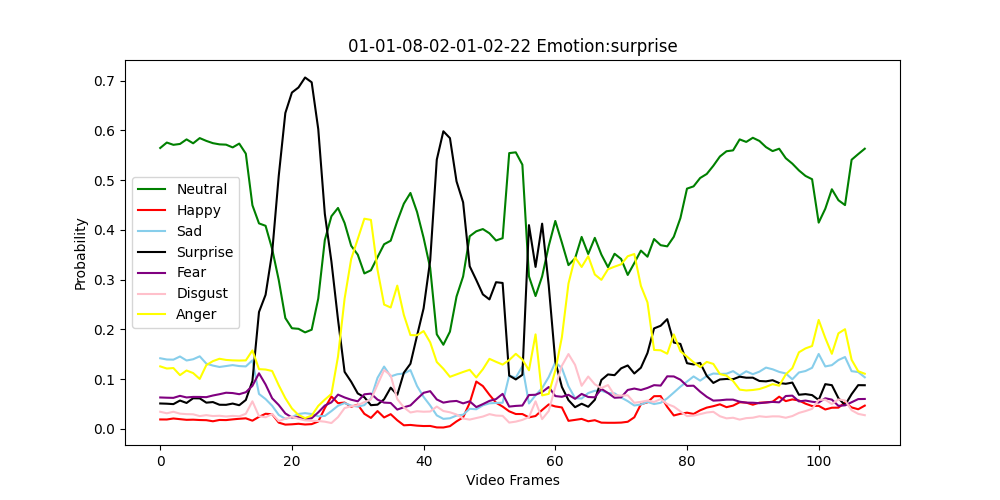 01-01-08-02-01-02-22 Emotion:surprise
Probability
0.7
0.6
0.5
0.4
0.3
0.2
0.1
0.0
Neutral
Happy
Sad
Surprise
Fear
Disgust
Anger
0 20 40 60 80 100
Video Frames